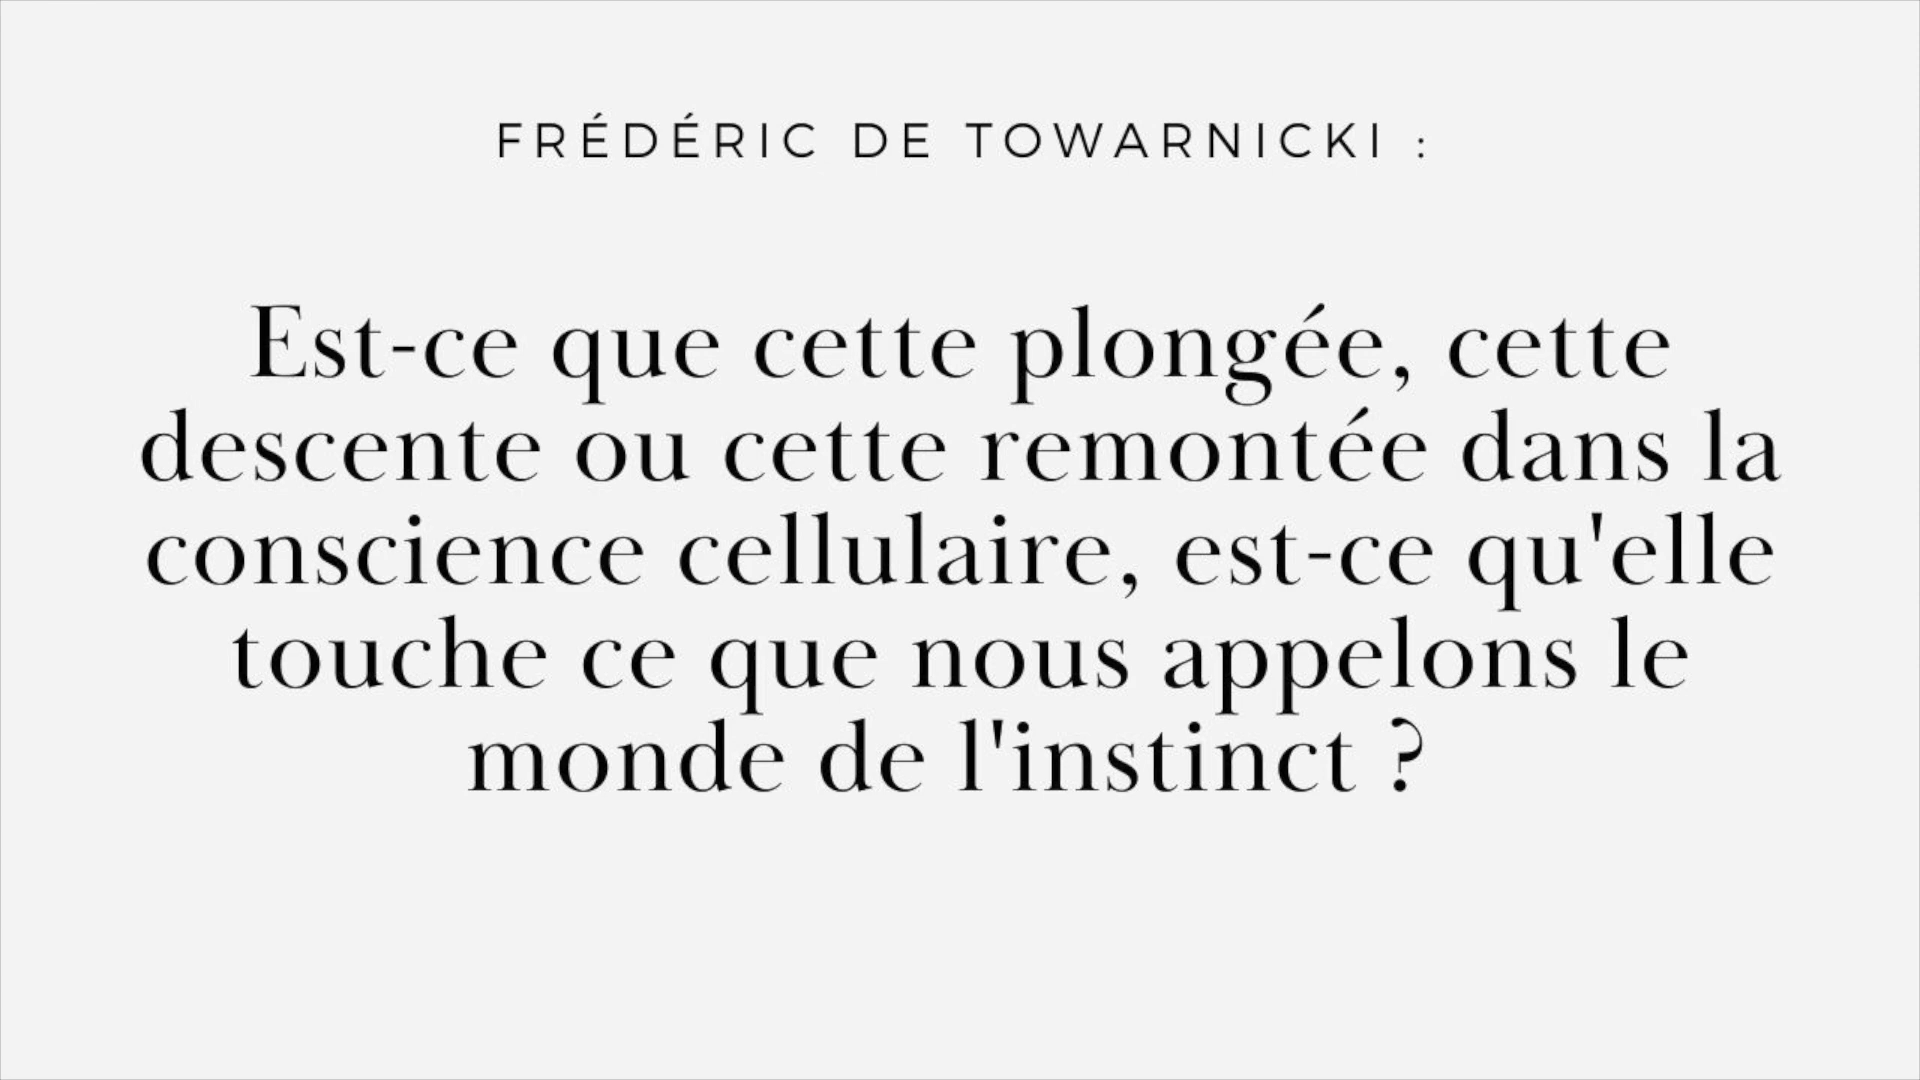 FRÉDÉRIC DE TOWARNICKI :
Est-ce que cette plongée, cette
descente ou cette remontée dans la
conscience cellulaire, est-ce qu'elle
touche ce que nous appelons le
monde de l'instinct ?